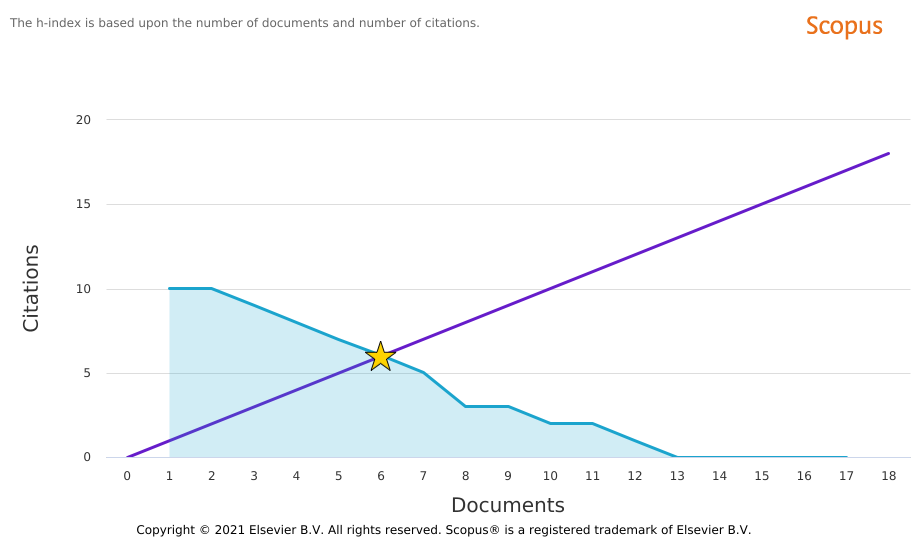 The h-index is based upon the number of documents and number of citations.
Scopus
20
15
10
5
0
Citations
0 1 2 3 4 5 6 7 8 9 10 11 12 13 14 15 16 17 18
Documents
Copyright © 2021 Elsevier B.V. All rights reserved. Scopus® is a registered trademark of Elsevier B.V.